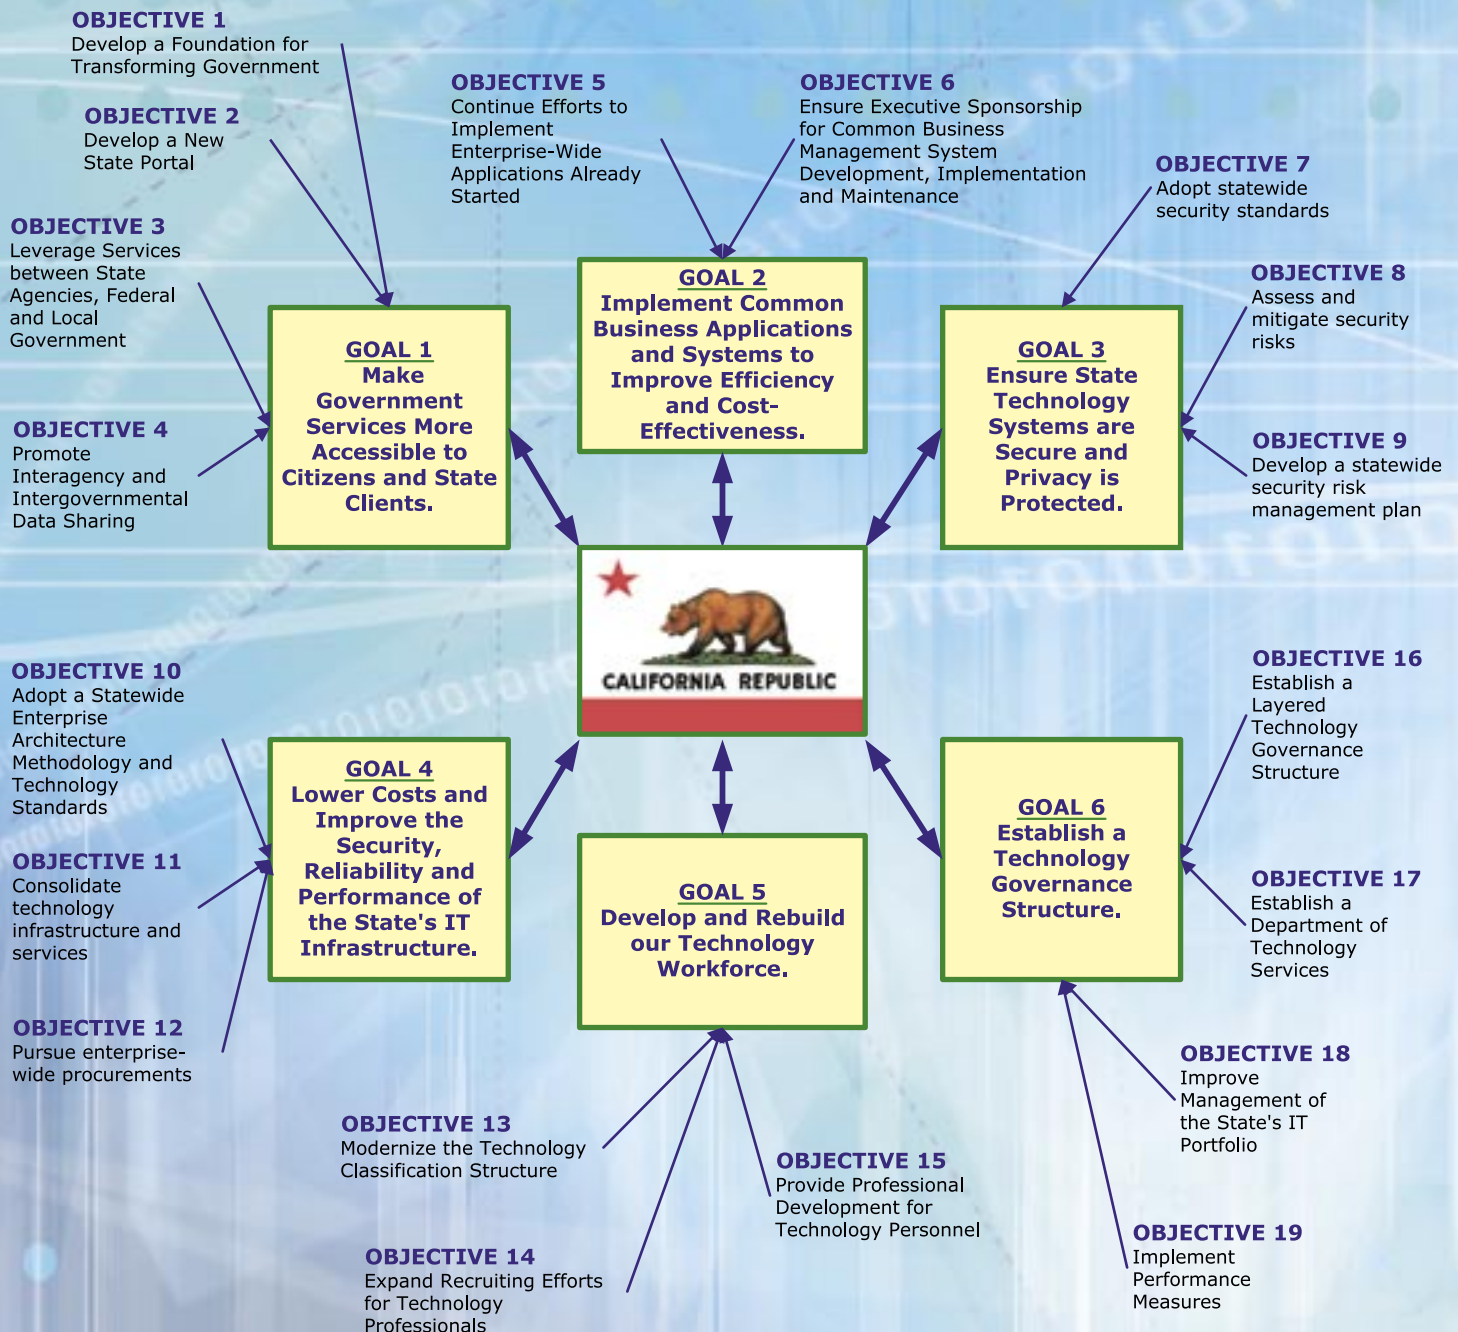 OBJECTIVE 1
Develop a Foundation for
Transforming Government
OBJECTIVE 2
Develop a New
State Portal
OBJECTIVE 3
Leverage Services
between State
Agencies, Federal
and Local
Government
OBJECTIVE 4
Promote
Interagency and
Intergovernmental
Data Sharing
OBJECTIVE 5
Continue Efforts to
Implement
Enterprise-Wide
Applications Already
Started
OBJECTIVE 6
Ensure Executive Sponsorship
for Common Business
Management System
Development, Implementation
and Maintenance
OBJECTIVE 7
Adopt statewide
security standards
OBJECTIVE 8
Assess and
mitigate security
risks
OBJECTIVE 9
Develop a statewide
security risk
management plan
GOAL 1
Make
Government
Services More
Accessible to
Citizens and State
Clients.
GOAL 2
Implement Common
Business Applications
and Systems to
Improve Efficiency
and Cost-
Effectiveness.
GOAL 3
Ensure State
Technology
Systems are
Secure and
Privacy is
Protected.
CALIFORNIA REPUBLIC
OBJECTIVE 10
Adopt a Statewide
Enterprise
Architecture
Methodology and
Technology
Standards
OBJECTIVE 11
Consolidate
technology
infrastructure and
services
OBJECTIVE 12
Pursue enterprise-
wide procurements
GOAL 4
Lower Costs and
Improve the
Security,
Reliability and
Performance of
the State's IT
Infrastructure.
GOAL 5
Develop and Rebuild
our Technology
Workforce.
GOAL 6
Establish a
Technology
Governance
Structure.
OBJECTIVE 16
Establish a
Layered
Technology
Governance
Structure
OBJECTIVE 17
Establish a
Department of
Technology
Services
OBJECTIVE 18
Improve
Management of
the State's IT
Portfolio
OBJECTIVE 19
Implement
Performance
Measures
OBJECTIVE 13
Modernize the Technology
Classification Structure
OBJECTIVE 14
Expand Recruiting Efforts
for Technology
Professionals
OBJECTIVE 15
Provide Professional
Development for
Technology Personnel